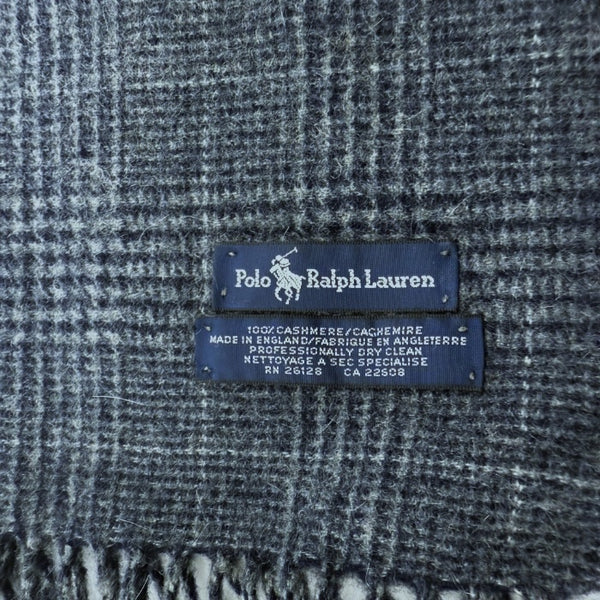 Polo Ralph Lauren
100% CASHMERE/CACHEMIRE
MADE IN ENGLAND/FABRIQUE EN ANGLETERRE
PROFESSIONALLY DRY CLEAN
NETTOYAGE A SEC SPECIALISE
RN 26128 CA 22508